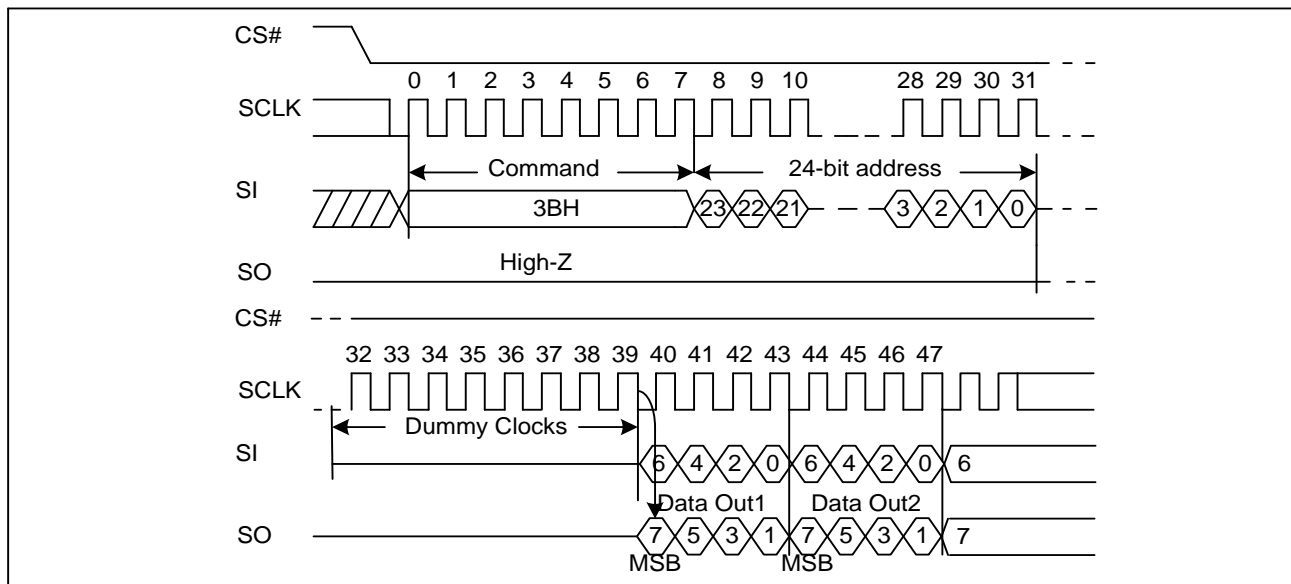 CS#
0 1 2 3 4 5 6 7 8 9 10 28 29 30 31
SCLK
Command 24-bit address
SI
3BH 23 22 21 3 2 1 0
High-Z
SO
CS#
32 33 34 35 36 37 38 39 40 41 42 43 44 45 46 47
SCLK
Dummy Clocks
SI
6 4 2 0 6 4 2 0 6
Data Out1 Data Out2
SO
7 5 3 1 7 5 3 1 7
MSB MSB